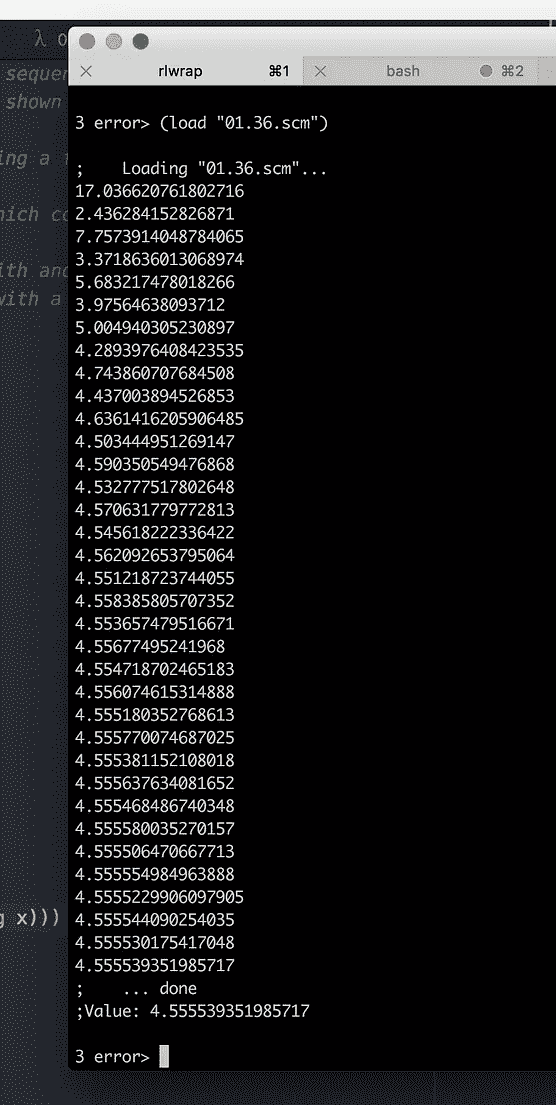 λ 0
rlwrap ⌘1 bash ⌘2
sequen
shown
3 error> (load "01.36.scm")
ing a
;    Loading "01.36.scm"...
17.036620761802716
hich co
2.436284152826871
7.7573914048784065
3.3718636013068974
ith and
5.683217478018266
with a
3.97564638093712
5.004940305230897
4.2893976408423535
4.743860707684508
4.437003894526853
4.6361416205906485
4.503444951269147
4.590350549476868
4.532777517802648
4.570631779772813
4.545618222336422
4.562092653795064
4.551218723744055
4.558385805707352
4.553657479516671
4.55677495241968
4.554718702465183
4.556074615314888
4.555180352768613
4.555770074687025
4.555381152108018
4.555637634081652
4.555468486740348
4.555580035270157
4.555506470667713
4.555554984963888
4.5555229906097905
g x)))
4.555544090254035
4.555530175417048
4.555539351985717
;    ... done
;Value: 4.555539351985717
3 error>